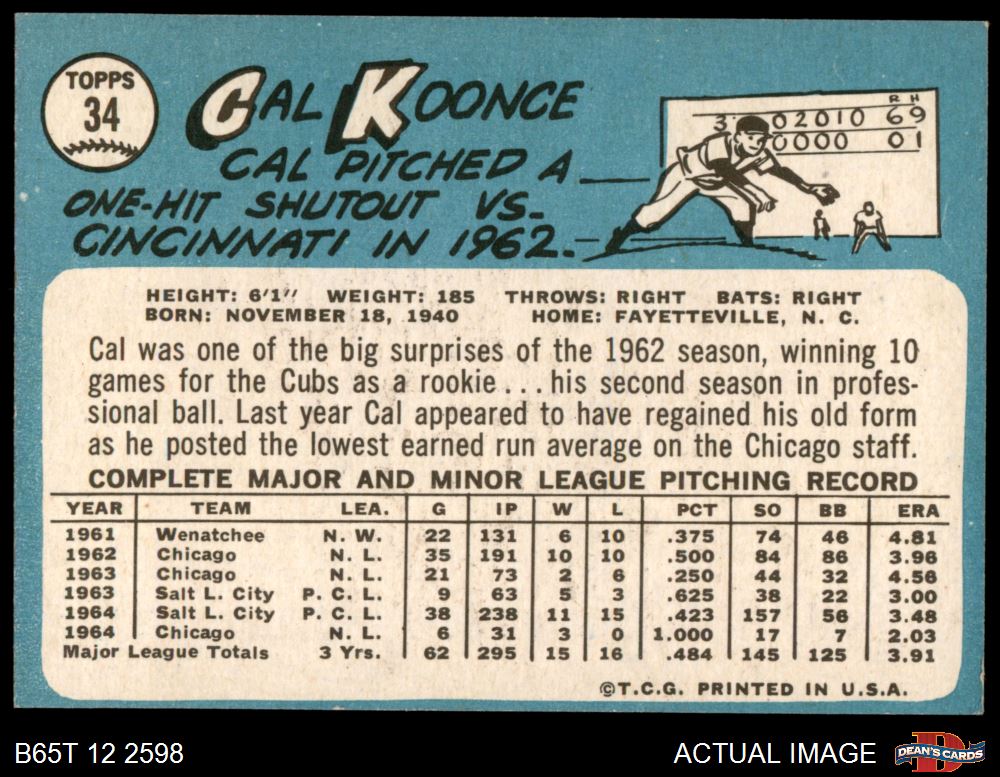 TOPPS
34
CAL KOONCE
CAL PITCHED A
ONE-HIT SHUTOUT VS.
CINCINNATI IN 1962.
R H
3 02010 69
0000 01
HEIGHT: 6'1" WEIGHT: 185 THROWS: RIGHT BATS: RIGHT
BORN: NOVEMBER 18, 1940 HOME: FAYETTEVILLE, N. C.
Cal was one of the big surprises of the 1962 season, winning 10
games for the Cubs as a rookie . . . his second season in profes-
sional ball. Last year Cal appeared to have regained his old form
as he posted the lowest earned run average on the Chicago staff.
COMPLETE MAJOR AND MINOR LEAGUE PITCHING RECORD
YEAR TEAM LEA. G IP W L PCT SO BB ERA
1961 Wenatchee N. W. 22 131 6 10 .375 74 46 4.81
1962 Chicago N. L. 35 191 10 10 .500 84 86 3.96
1963 Chicago N. L. 21 73 2 6 .250 44 32 4.56
1963 Salt L. City P. C. L. 9 63 5 3 .625 38 22 3.00
1964 Salt L. City P. C. L. 38 238 11 15 .423 157 56 3.48
1964 Chicago N. L. 6 31 3 0 1.000 17 7 2.03
Major League Totals 3 Yrs. 62 295 15 16 .484 145 125 3.91
©T.C.G. PRINTED IN U.S.A.
B65T 12 2598 ACTUAL IMAGE DEAN'S CARDS